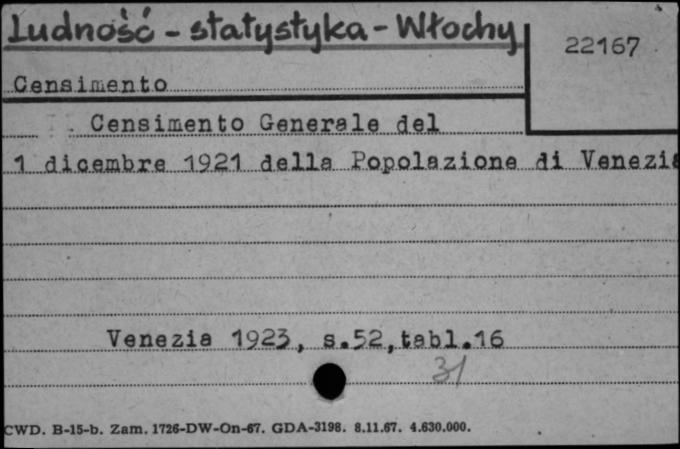 Ludność - statystyka - Włochy
22167
Censimento
Censimento Generale del
1 dicembre 1921 della Popolazione di Venezia
Venezia 1923, s.52,tabl.16
31
CWD. B-15-b. Zam. 1726-DW-On-67. GDA-3198. 8.11.67. 4.630.000.